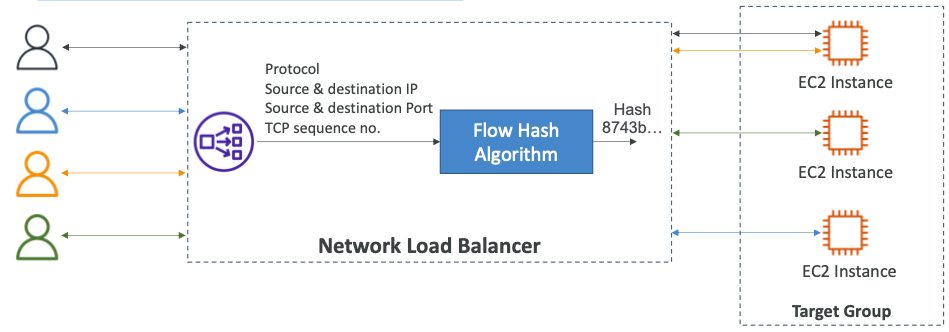 Protocol
Source & destination IP
Source & destination Port
TCP sequence no.
Flow Hash
Algorithm
Hash
8743b...
Network Load Balancer
EC2 Instance
EC2 Instance
EC2 Instance
Target Group